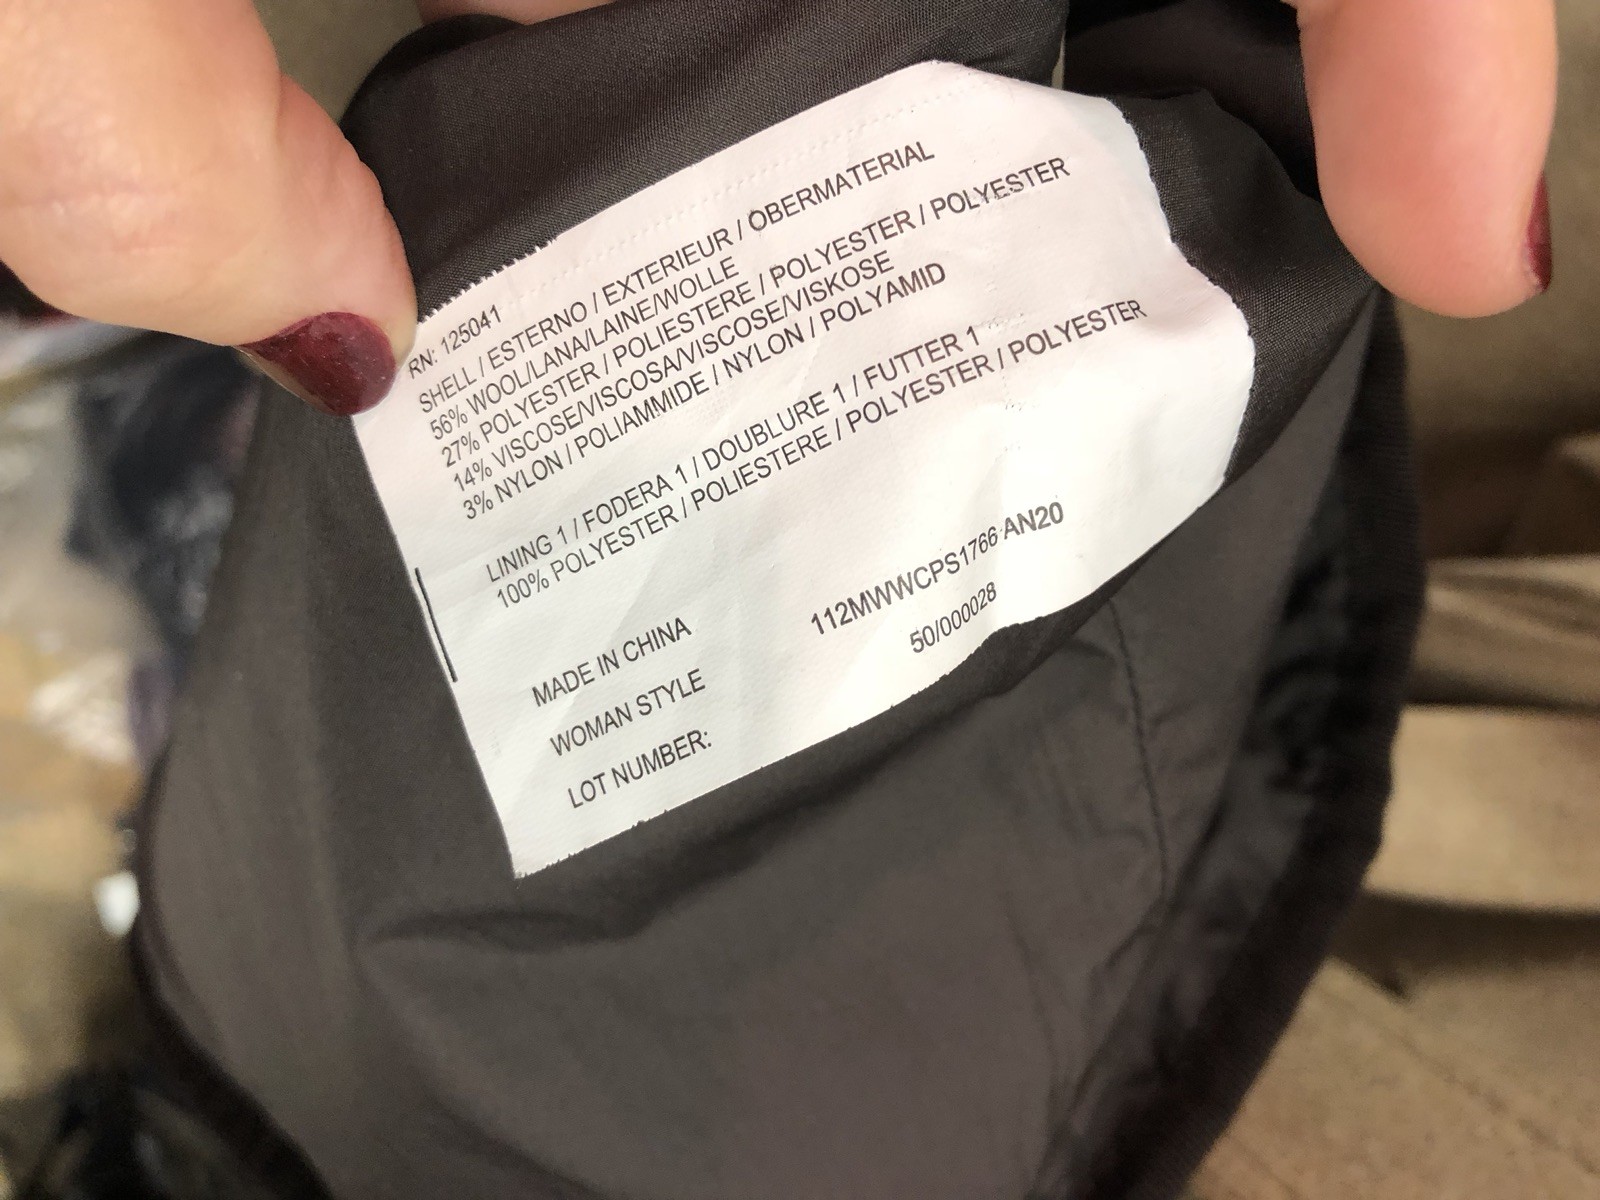 RN: 125041
SHELL / ESTERNO / EXTERIEUR / OBERMATERIAL
56% WOOL/LANA/LAINE/WOLLE
27% POLYESTER / POLIESTERE / POLYESTER / POLYESTER
14% VISCOSE/VISCOSA/VISCOSE/VISKOSE
3% NYLON / POLIAMMIDE / NYLON / POLYAMID
LINING 1 / FODERA 1 / DOUBLURE 1 / FUTTER 1
100% POLYESTER / POLIESTERE / POLYESTER / POLYESTER
MADE IN CHINA
WOMAN STYLE 112MWWCPS1766 AN20
LOT NUMBER: 50/000028